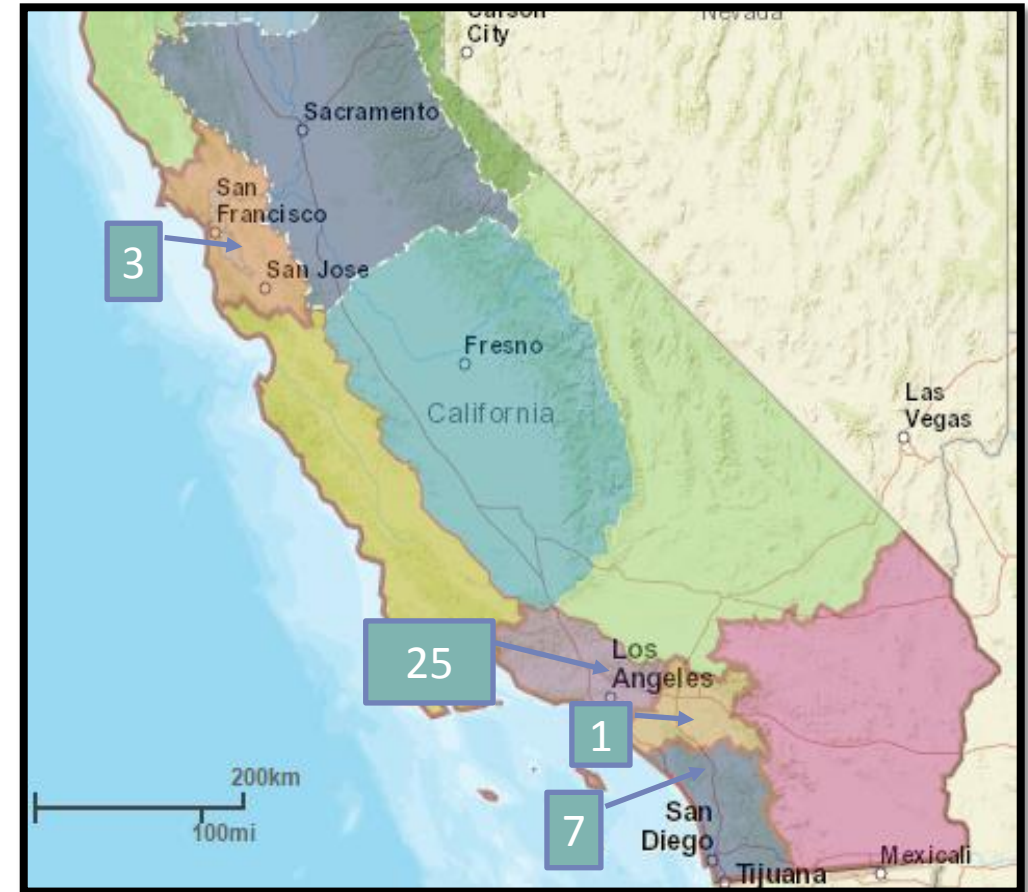 Carson
City
Nevada
Sacramento
San
Francisco
3
San Jose
Fresno
California
Las
Vegas
25
Los
Angeles
1
200km
100mi
7
San
Diego
Tijuana
Mexicali